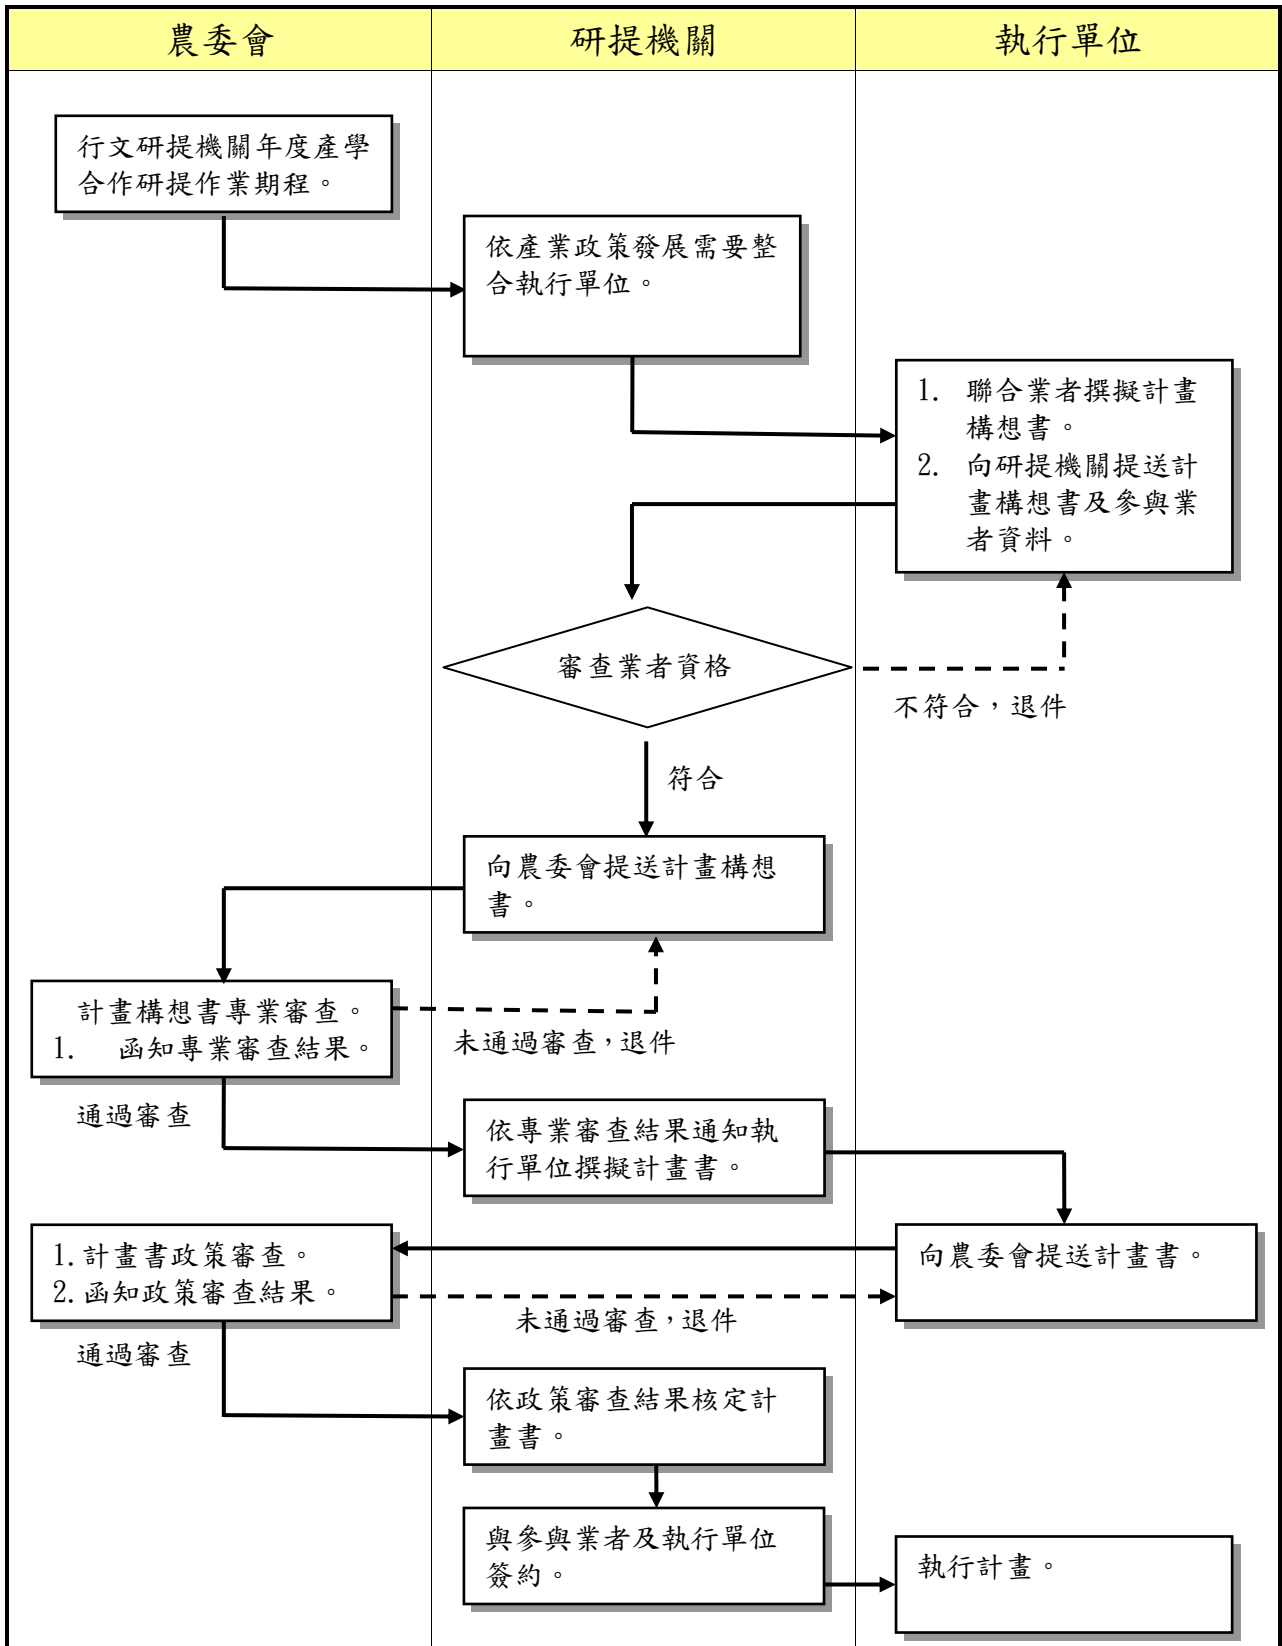 農委會
研提機關
執行單位
行文研提機關年度產學
合作研提作業期程。
依產業政策發展需要整
合執行單位。
1. 聯合業者撰擬計畫
構想書。
2. 向研提機關提送計
畫構想書及參與業
者資料。
審查業者資格
不符合，退件
符合
向農委會提送計畫構想
書。
計畫構想書專業審查。
1. 函知專業審查結果。
未通過審查，退件
通過審查
依專業審查結果通知執
行單位撰擬計畫書。
1.計畫書政策審查。
2.函知政策審查結果。
向農委會提送計畫書。
未通過審查，退件
通過審查
依政策審查結果核定計
畫書。
與參與業者及執行單位
簽約。
執行計畫。